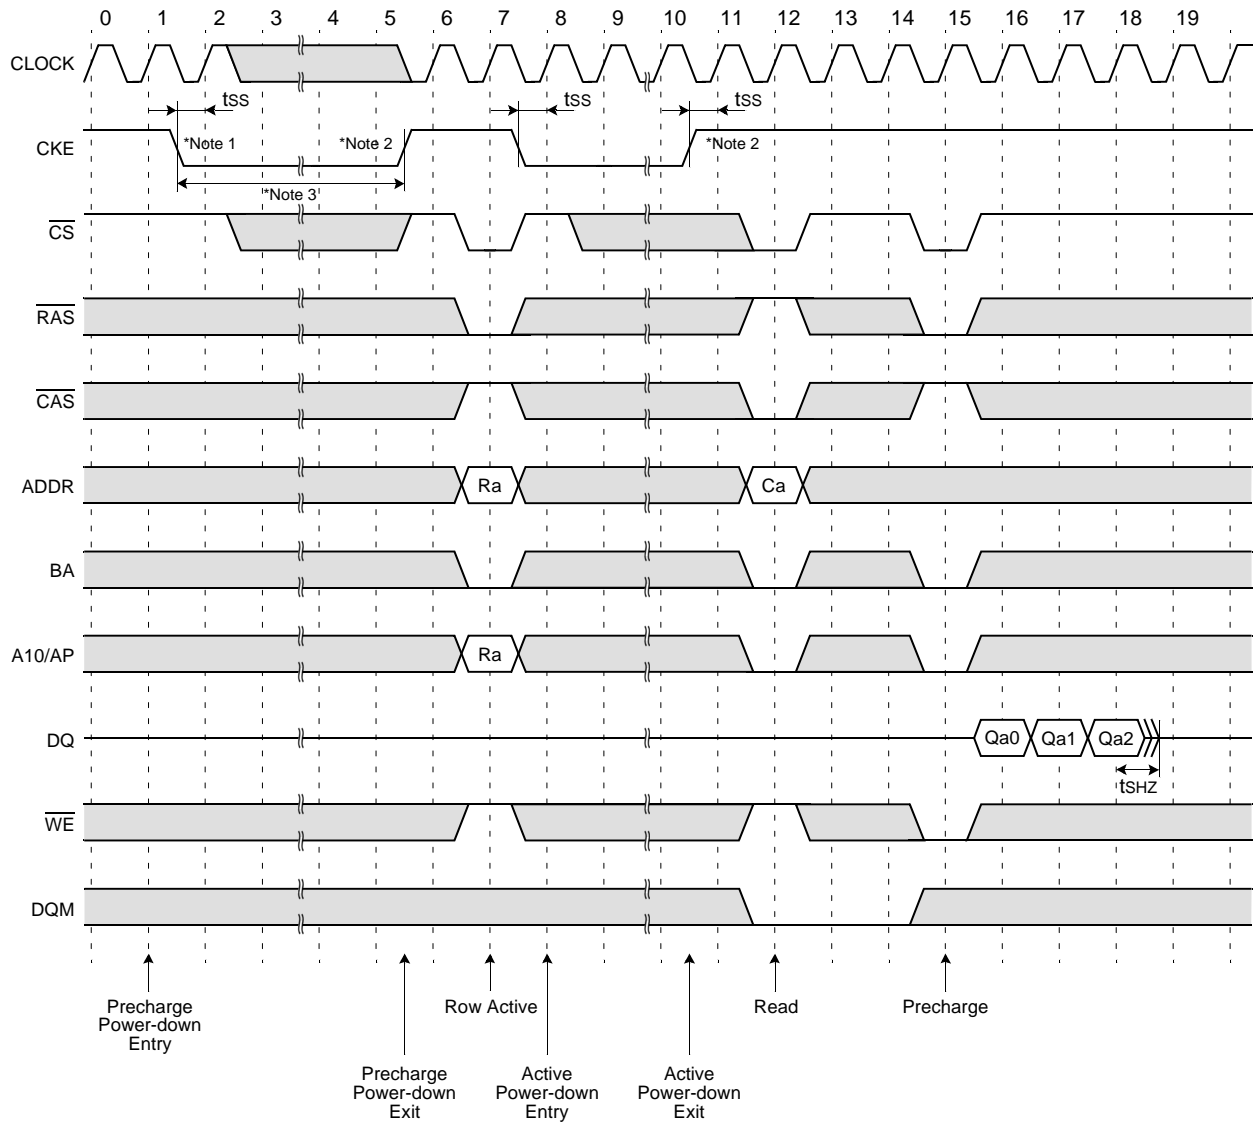 0 1 2 3 4 5 6 7 8 9 10 11 12 13 14 15 16 17 18 19
CLOCK
tSS tSS tSS
CKE *Note 1 *Note 2 *Note 2
*Note 3
CS
RAS
CAS
ADDR Ra Ca
BA
A10/AP Ra
DQ Qa0 Qa1 Qa2
tSHZ
WE
DQM
Precharge
Power-down
Entry
Row Active
Read
Precharge
Precharge
Power-down
Exit
Active
Power-down
Entry
Active
Power-down
Exit